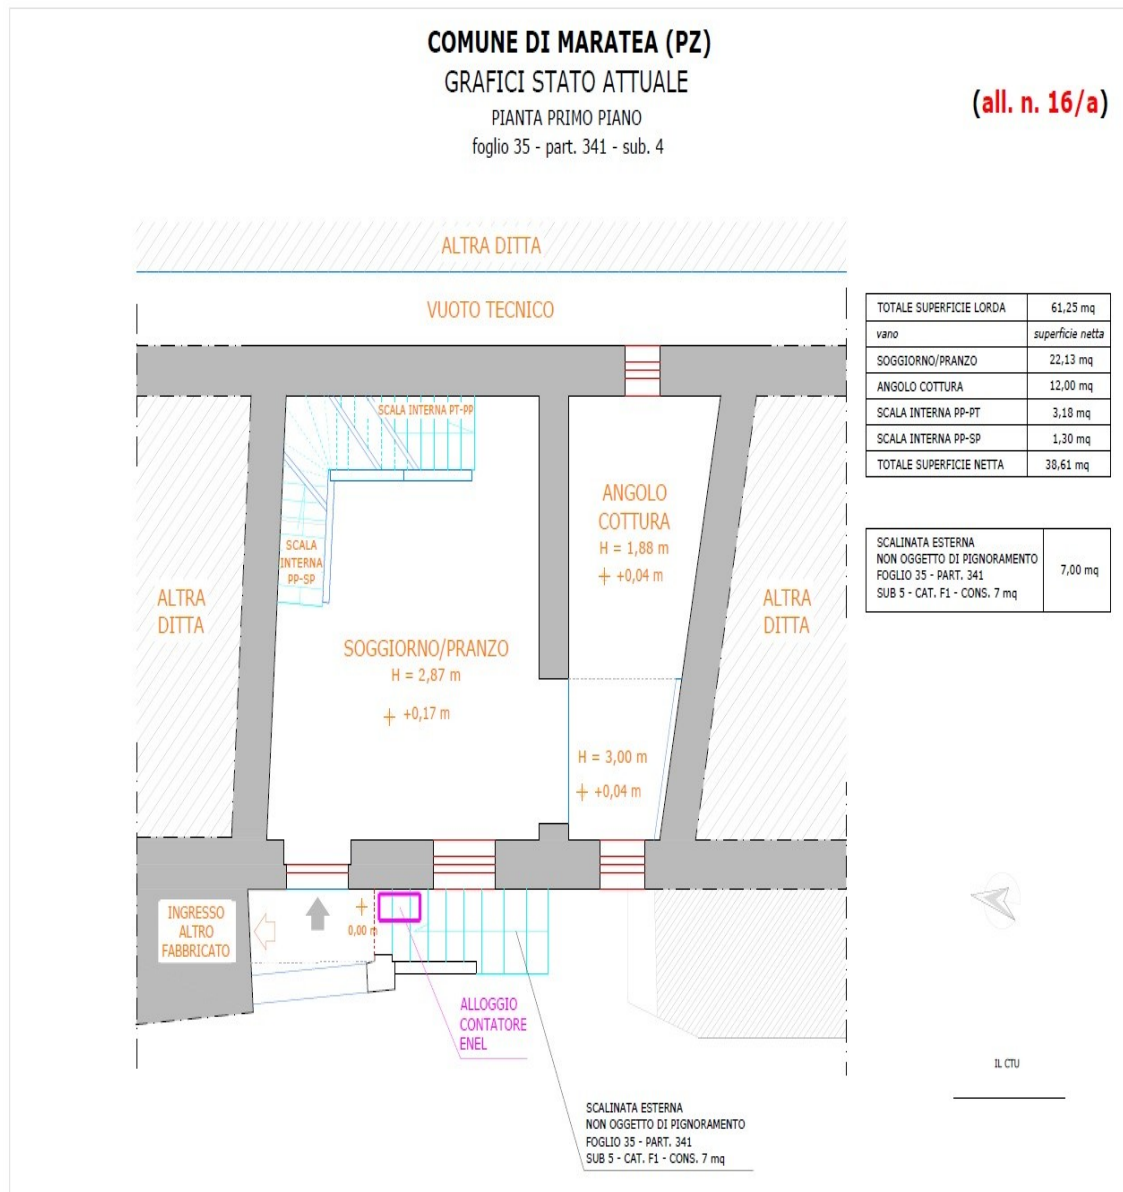 COMUNE DI MARATEA (PZ)
GRAFICI STATO ATTUALE
PIANTA PRIMO PIANO
foglio 35 - part. 341 - sub. 4
(all. n. 16/a)
ALTRA DITTA
VUOTO TECNICO
TOTALE SUPERFICIE LORDA 61,25 mq
vano superficie netta
SOGGIORNO/PRANZO 22,13 mq
ANGOLO COTTURA 12,00 mq
SCALA INTERNA PP-PT 3,18 mq
SCALA INTERNA PP-SP 1,30 mq
TOTALE SUPERFICIE NETTA 38,61 mq
SCALINATA ESTERNA
NON OGGETTO DI PIGNORAMENTO
FOGLIO 35 - PART. 341
SUB 5 - CAT. F1 - CONS. 7 mq
7,00 mq
SCALA INTERNA PT-PP
SCALA
INTERNA
PP-SP
ANGOLO
COTTURA
H = 1,88 m
+0,04 m
ALTRA
DITTA
SOGGIORNO/PRANZO
H = 2,87 m
+0,17 m
ALTRA
DITTA
H = 3,00 m
+0,04 m
INGRESSO
ALTRO
FABBRICATO
0,00 m
ALLOGGIO
CONTATORE
ENEL
IL CTU
SCALINATA ESTERNA
NON OGGETTO DI PIGNORAMENTO
FOGLIO 35 - PART. 341
SUB 5 - CAT. F1 - CONS. 7 mq